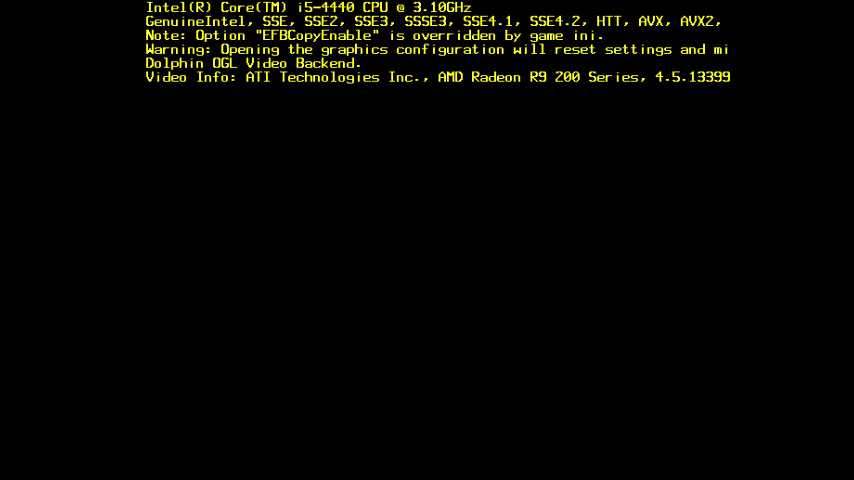 Intel(R) Core(TM) i5-4440 CPU @ 3.10GHz
GenuineIntel, SSE, SSE2, SSE3, SSSE3, SSE4.1, SSE4.2, HTT, AVX, AVX2,
Note: Option "EFBCopyEnable" is overridden by game ini.
Warning: Opening the graphics configuration will reset settings and mi
Dolphin OGL Video Backend.
Video Info: ATI Technologies Inc., AMD Radeon R9 200 Series, 4.5.13399